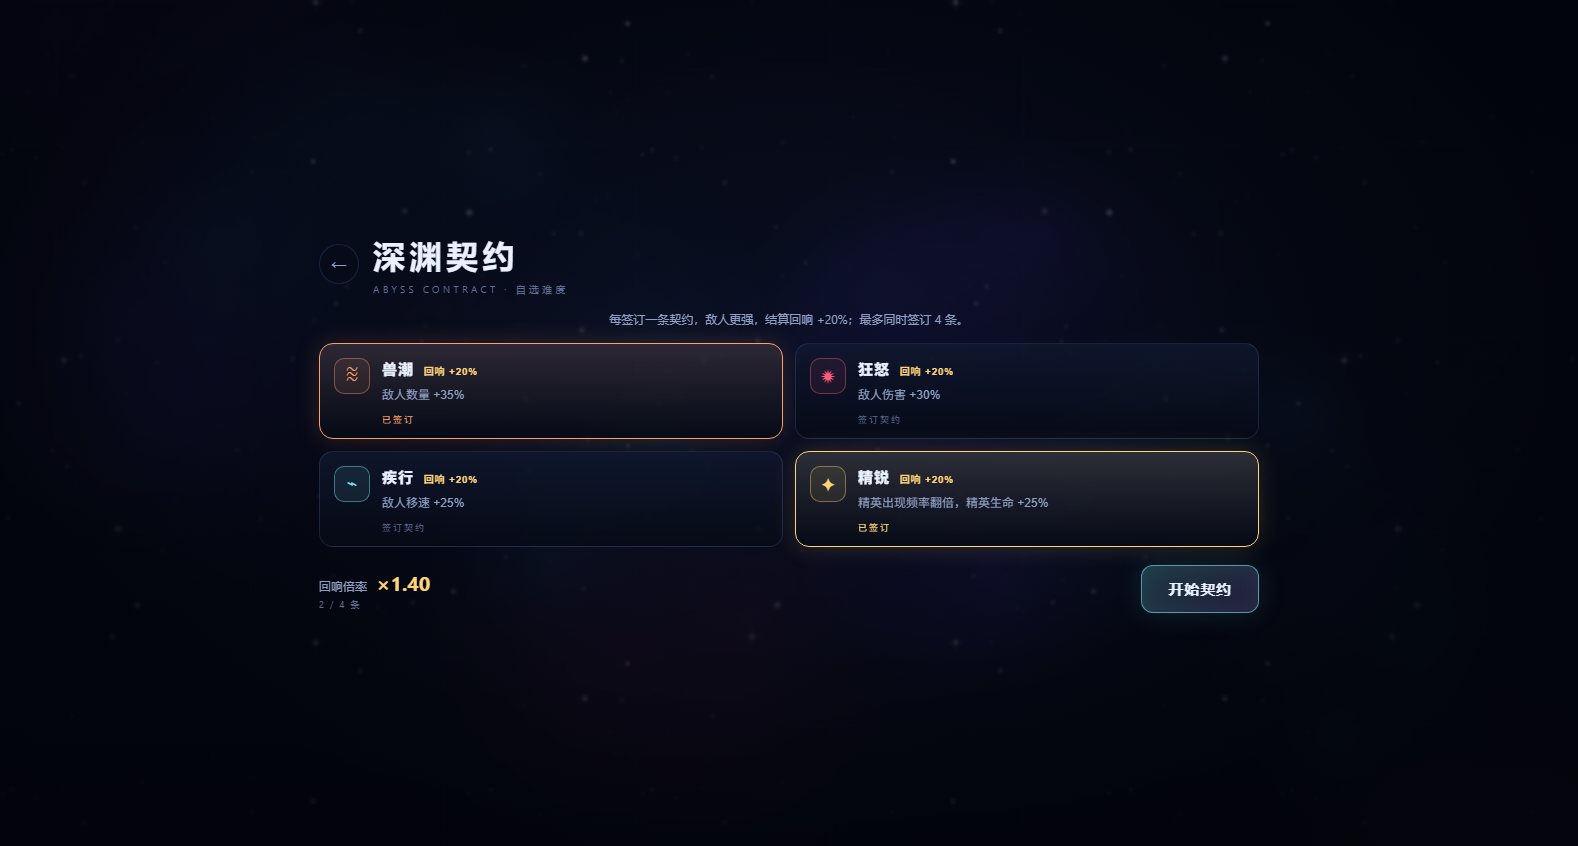 ←
深渊契约
ABYSS CONTRACT · 自选难度
每签订一条契约，敌人更强，结算回响 +20%；最多同时签订 4 条。
兽潮 回响 +20%
敌人数量 +35%
已签订
狂怒 回响 +20%
敌人伤害 +30%
签订契约
疾行 回响 +20%
敌人移速 +25%
签订契约
精锐 回响 +20%
精英出现频率翻倍，精英生命 +25%
已签订
回响倍率 ×1.40
2 / 4 条
开始契约